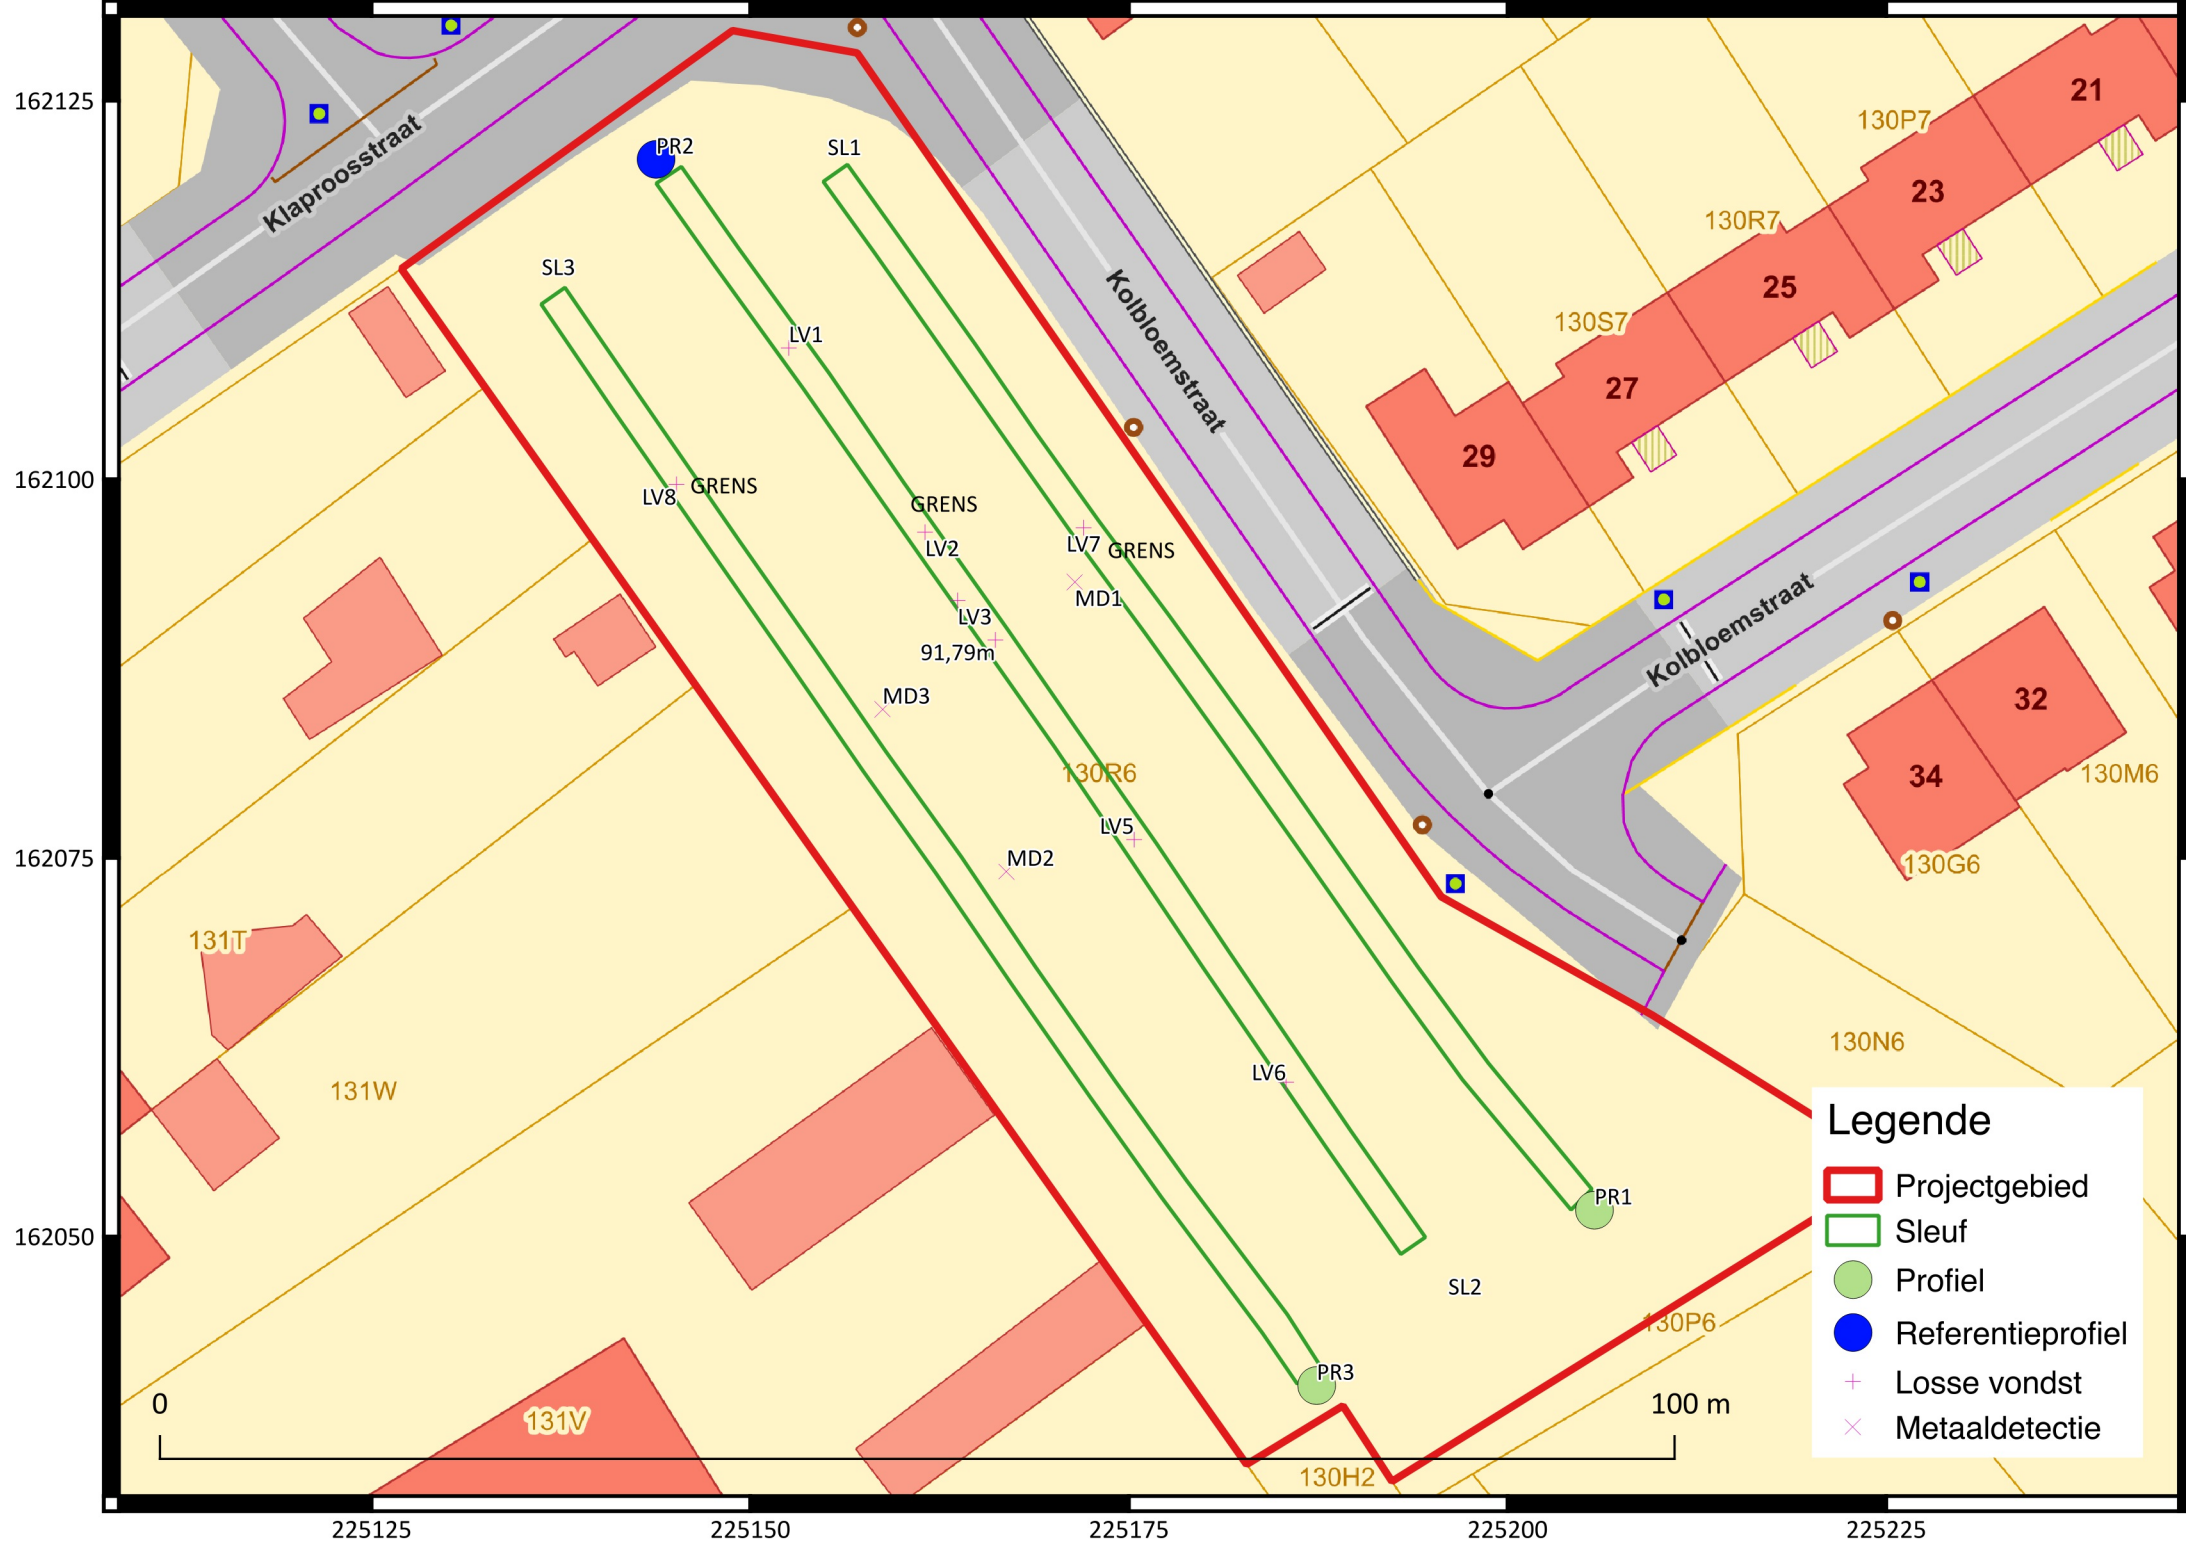 162125
162100
162075
162050
225125
225150
225175
225200
225225
Klaproosstraat
Kolbloemstraat
Kolbloemstraat
PR2
SL1
SL3
LV1
LV8
GRENS
GRENS
LV2
LV7
GRENS
MD1
LV3
91,79m
MD3
130R6
LV5
MD2
LV6
PR1
SL2
PR3
21
130P7
23
130R7
25
130S7
27
29
32
34
130M6
130G6
130N6
130P6
130H2
131T
131W
131V
0
100 m
Legende
Projectgebied
Sleuf
Profiel
Referentieprofiel
Losse vondst
Metaaldetectie